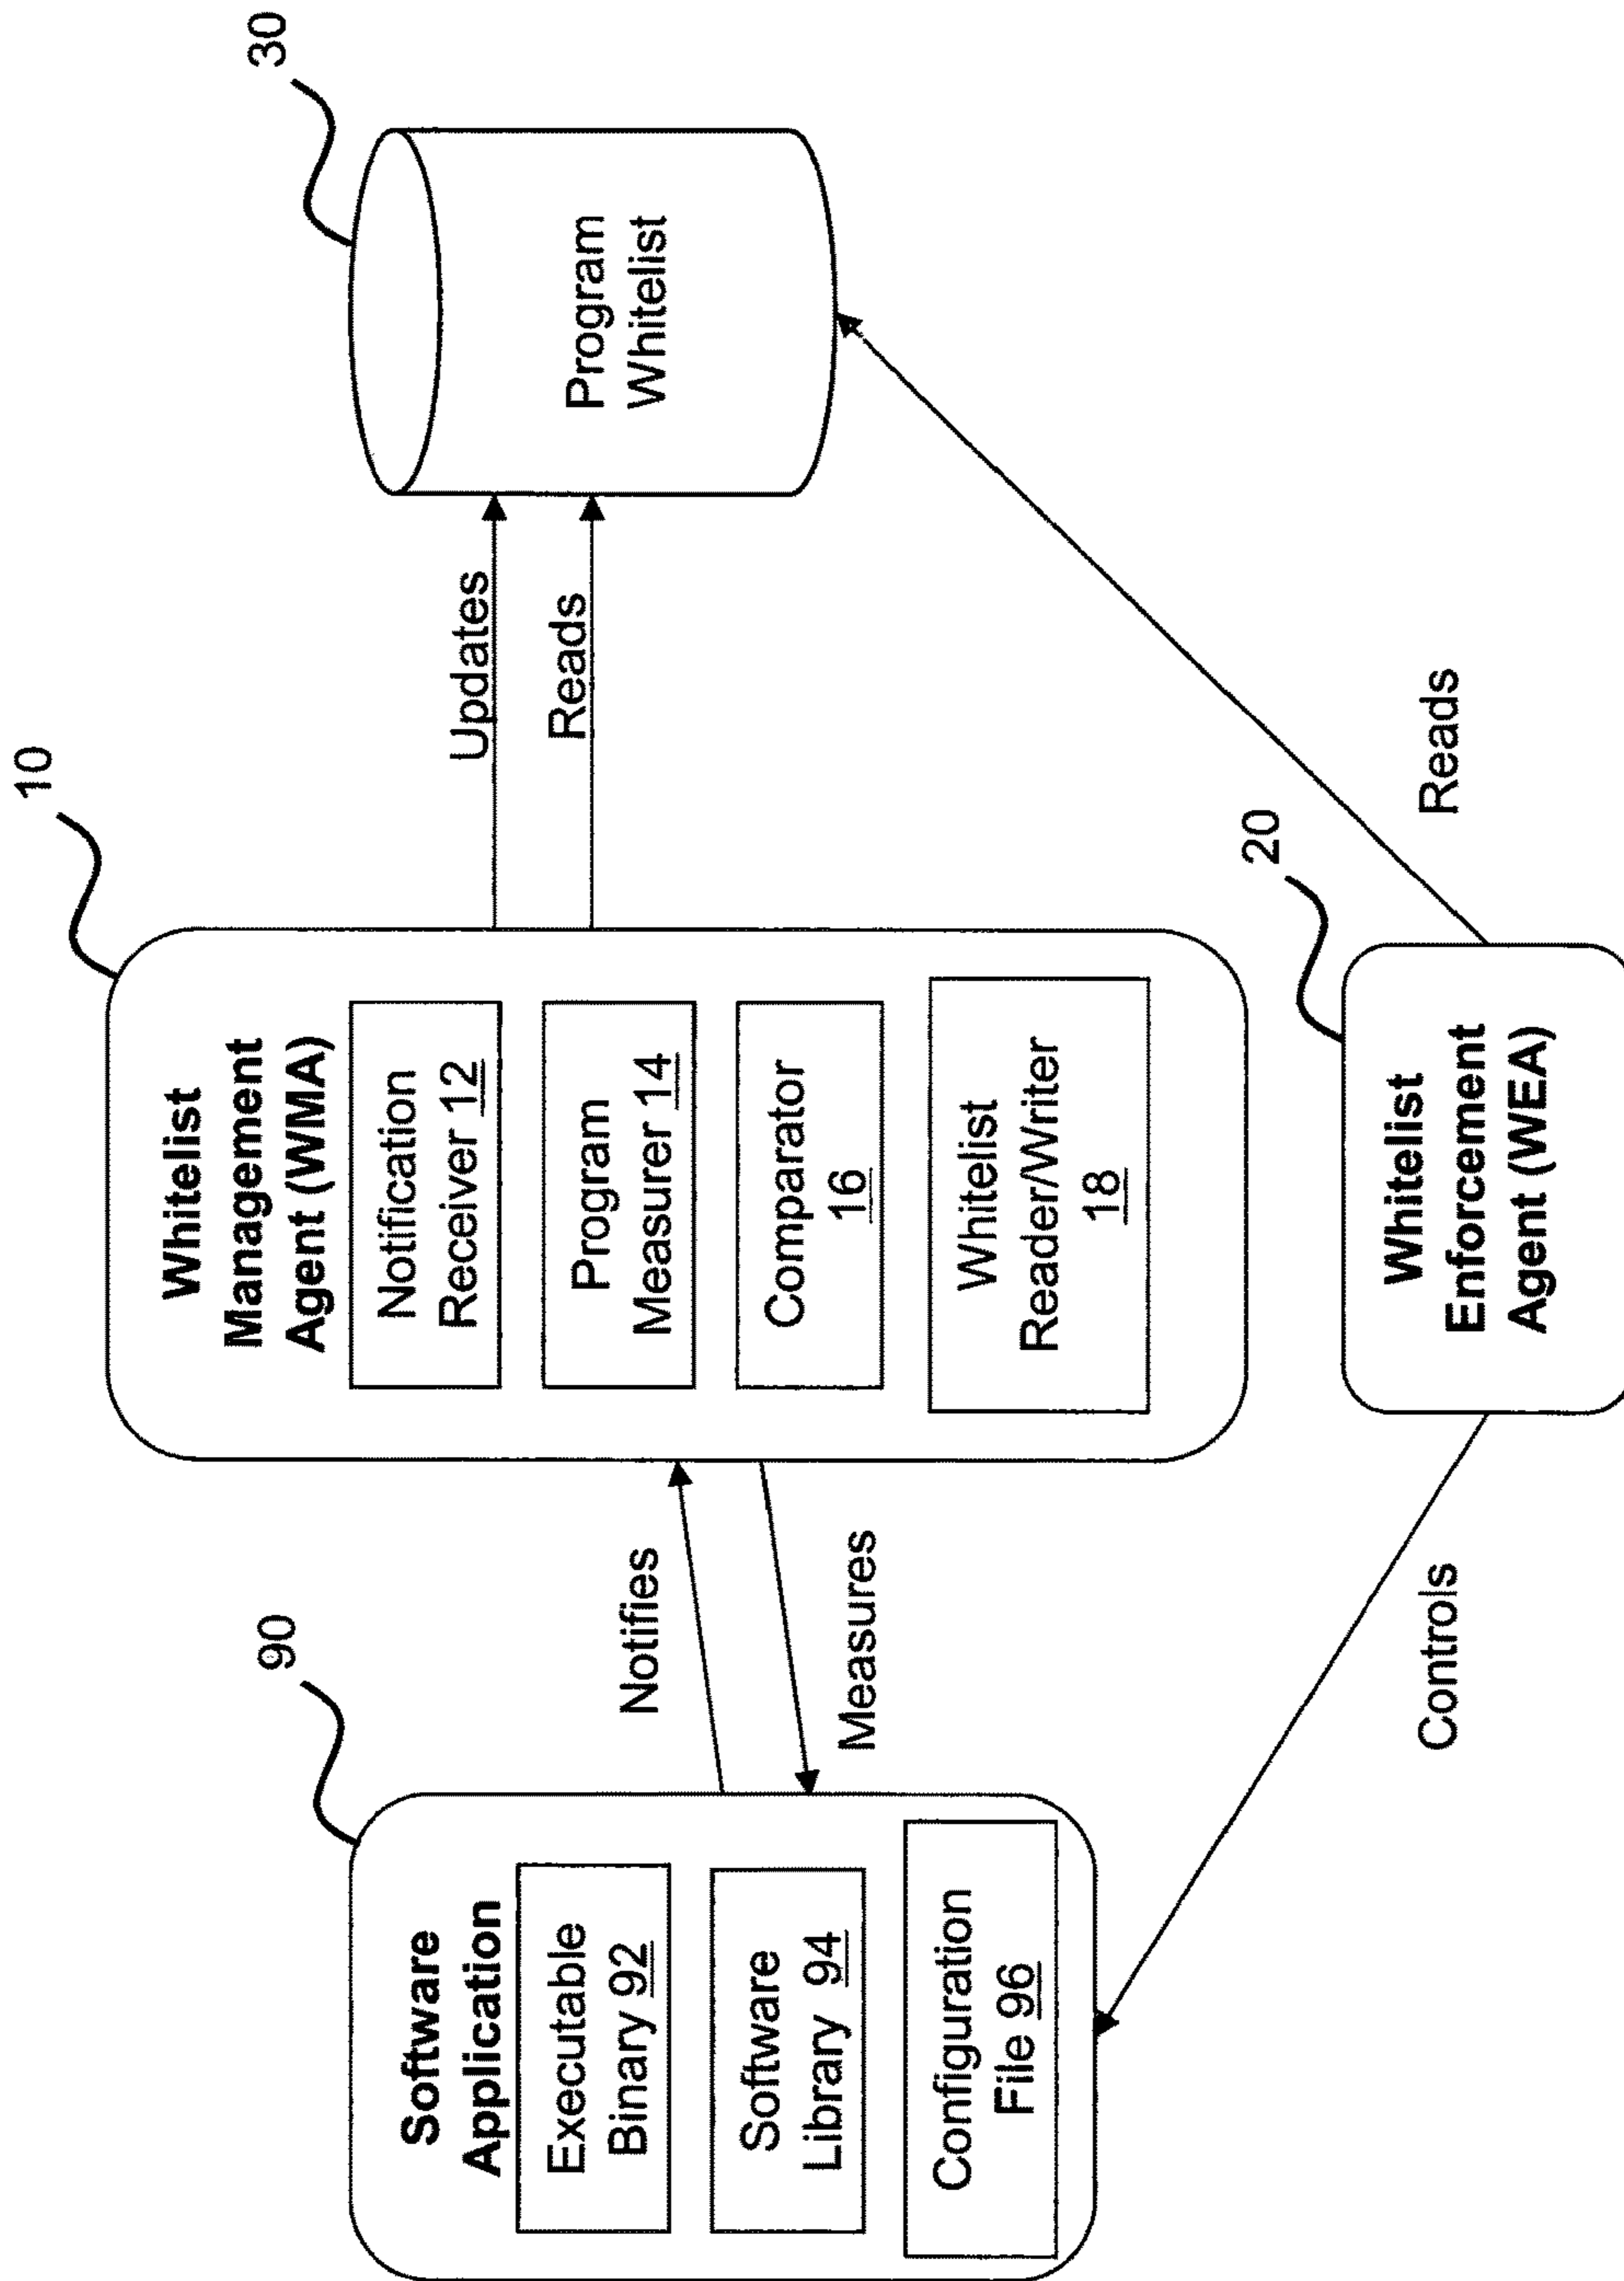 90
Software
Application
Executable
Binary 92
Software
Library 94
Configuration
File 96
Notifies
Measures
Controls
10
Whitelist
Management
Agent (WMA)
Notification
Receiver 12
Program
Measurer 14
Comparator
16
Whitelist
Reader/Writer
18
20
Whitelist
Enforcement
Agent (WEA)
Updates
Reads
Reads
30
Program
Whitelist